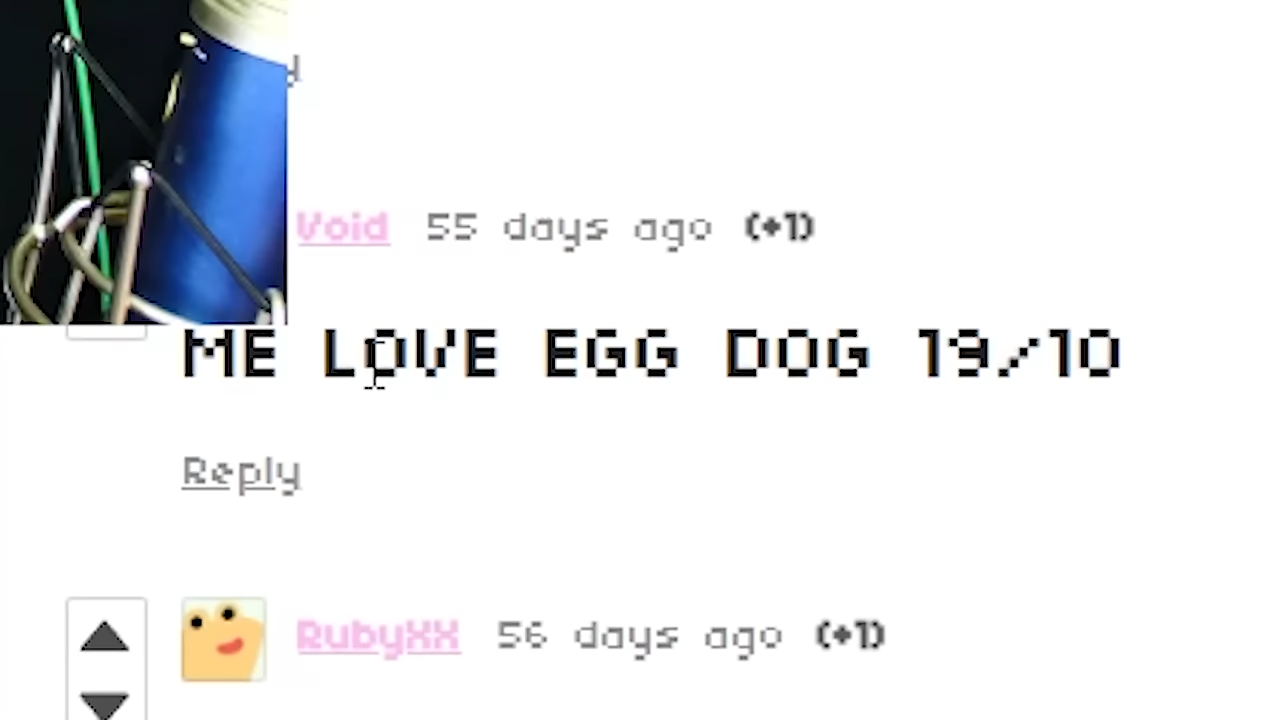 Void 55 days ago (+1)
ME LOVE EGG DOG 19/10
Reply
RubyXX 56 days ago (+1)